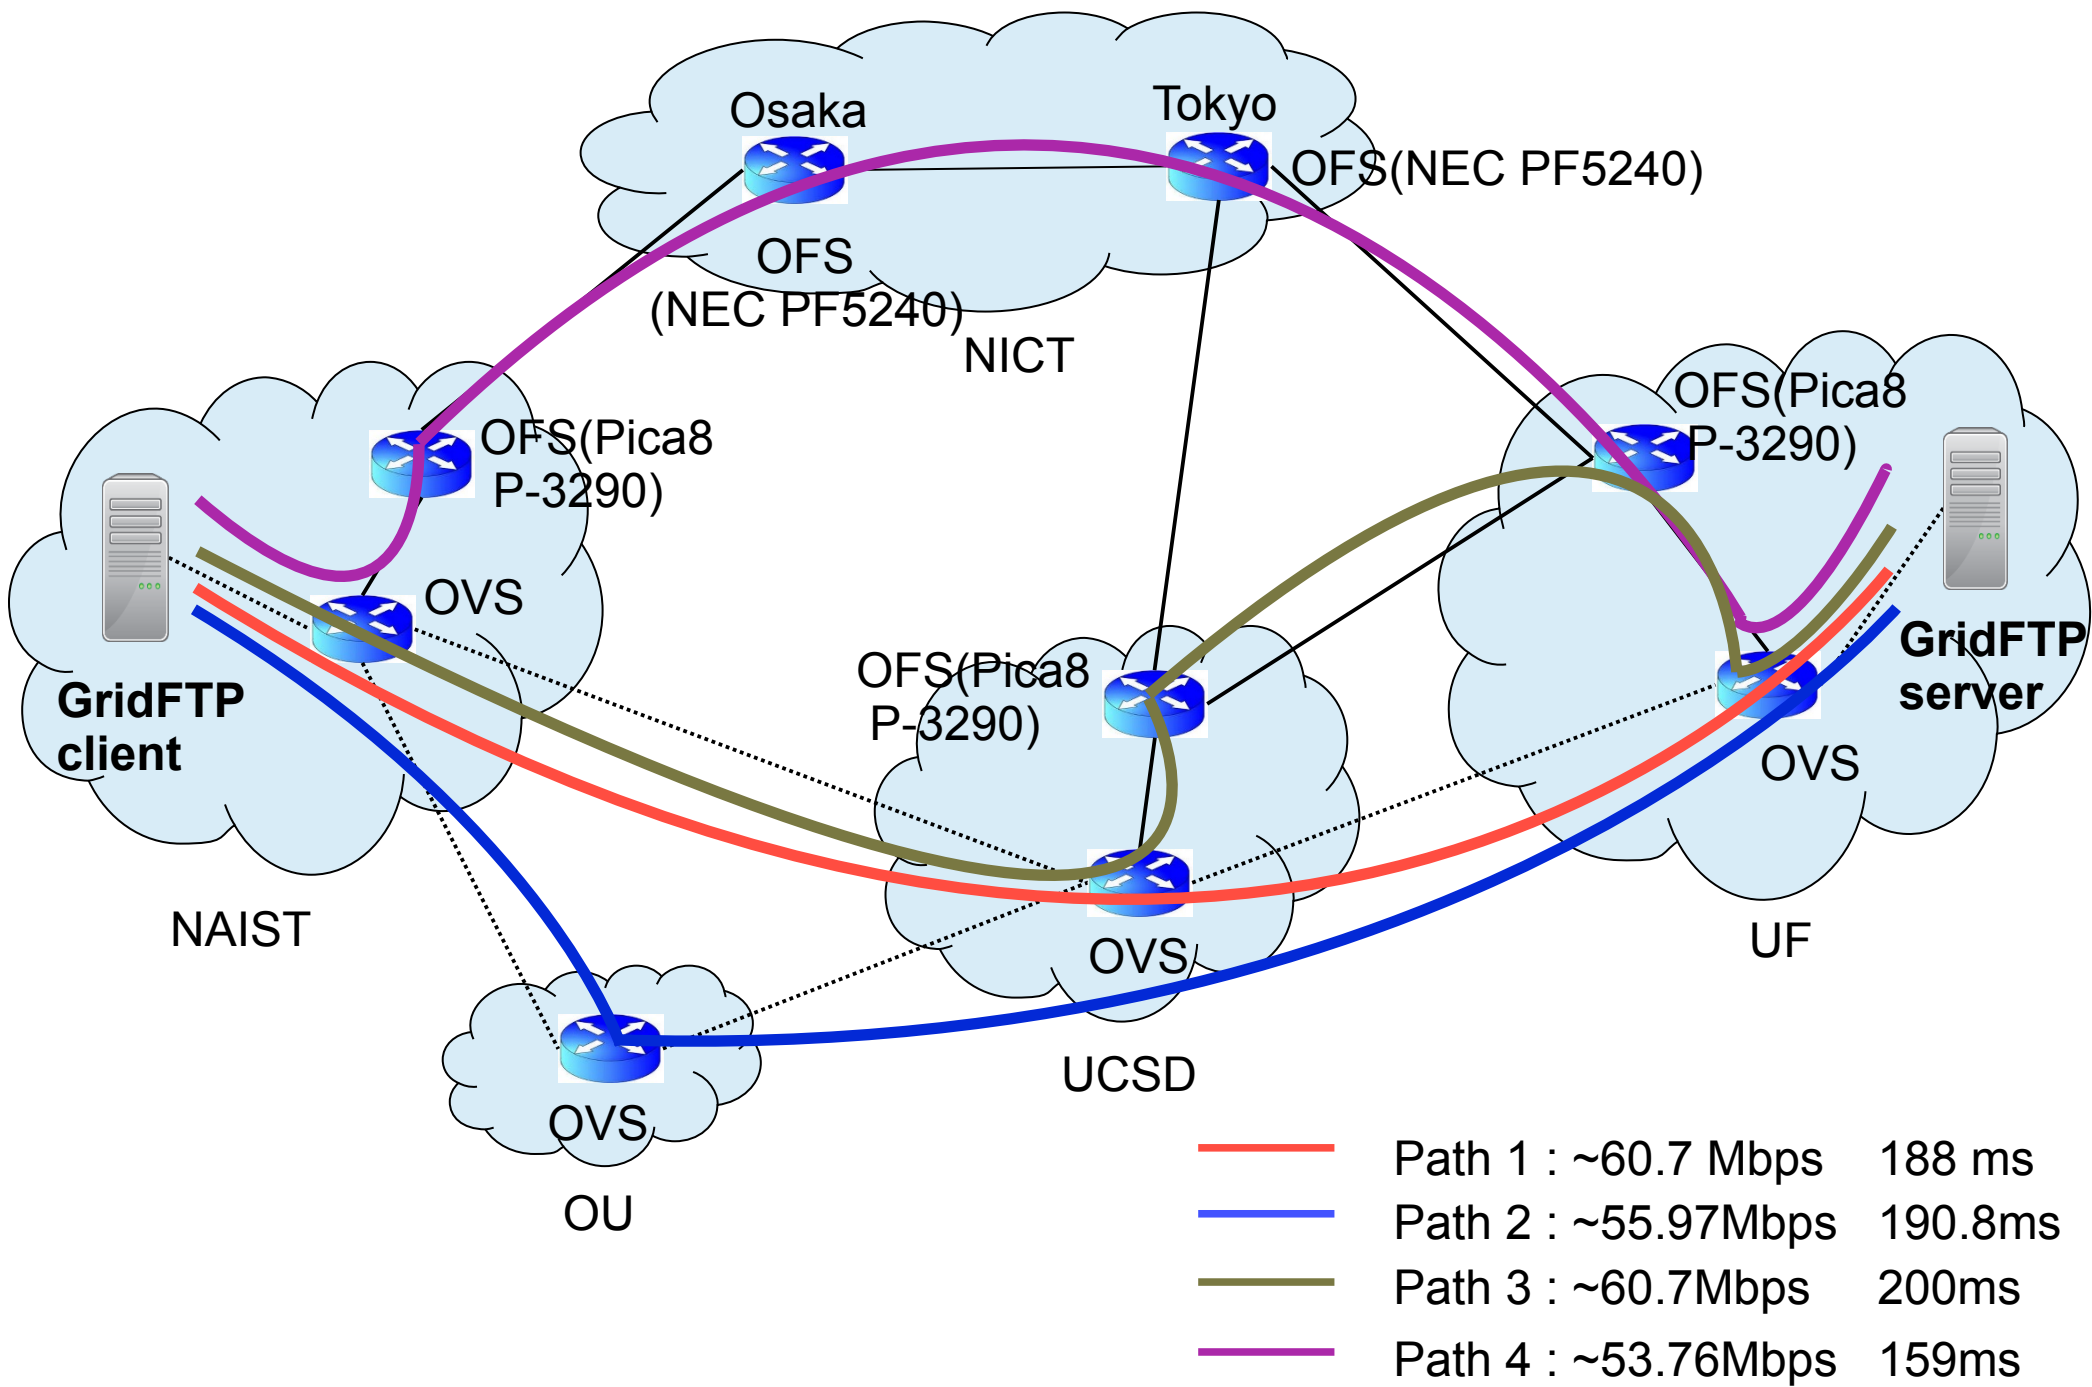 Osaka
Tokyo
OFS(NEC PF5240)
OFS
(NEC PF5240)
NICT
OFS(Pica8
P-3290)
OFS(Pica8
P-3290)
OVS
GridFTP
client
GridFTP
server
OFS(Pica8
P-3290)
OVS
NAIST
OVS
UF
OVS
UCSD
OU
Path 1 : ~60.7 Mbps 188 ms
Path 2 : ~55.97Mbps 190.8ms
Path 3 : ~60.7Mbps 200ms
Path 4 : ~53.76Mbps 159ms
OVS